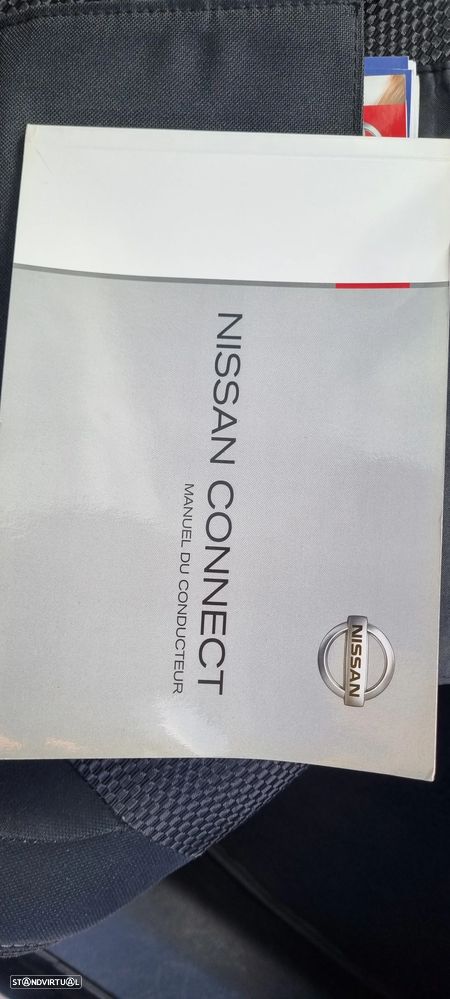 NISSAN CONNECT
MANUEL DU CONDUCTEUR
NISSAN
STANDVIRTUAL